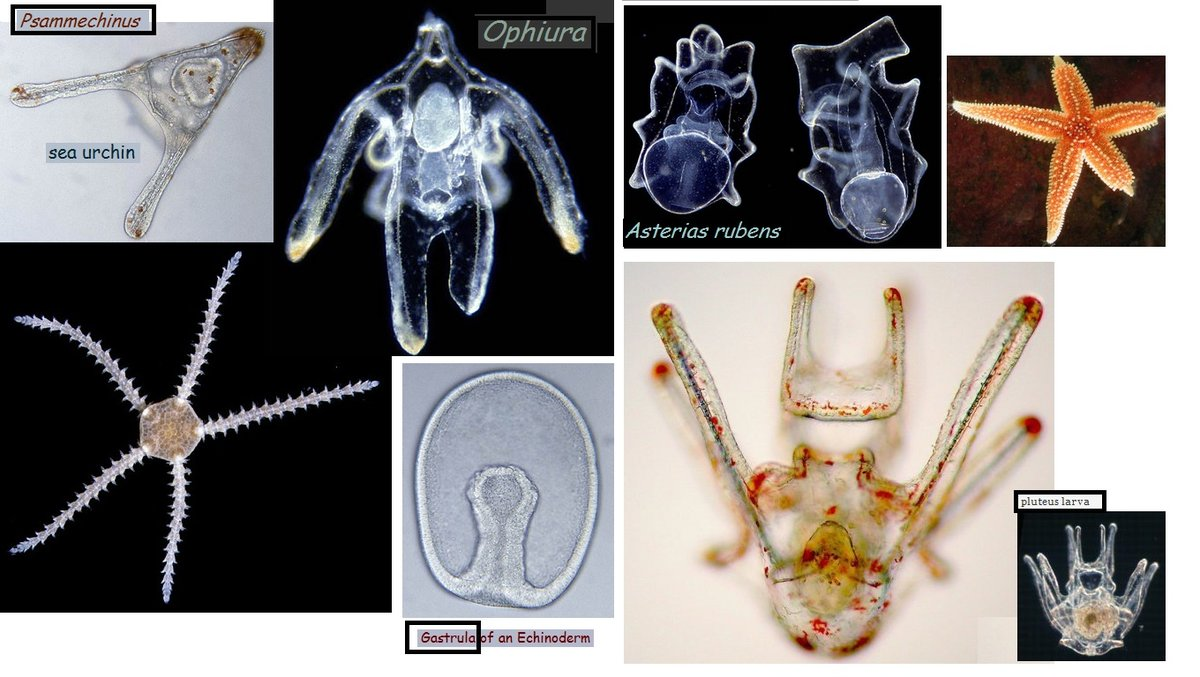 Psammechinus
Ophiura
sea urchin
Asterias rubens
pluteus larva
Gastrula of an Echinoderm